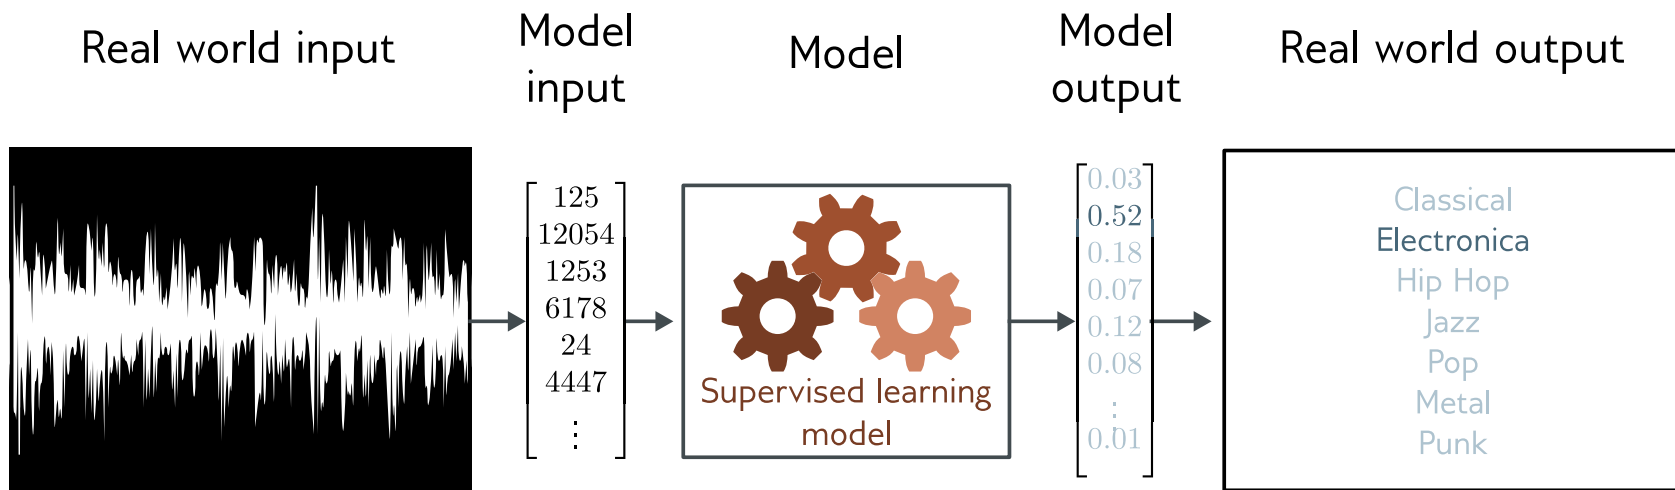 Real world input
Model
input
Model
Model
output
Real world output
125
12054
1253
6178
24
4447
⋮
Supervised learning
model
0.03
0.52
0.18
0.07
0.12
0.08
⋮
0.01
Classical
Electronica
Hip Hop
Jazz
Pop
Metal
Punk